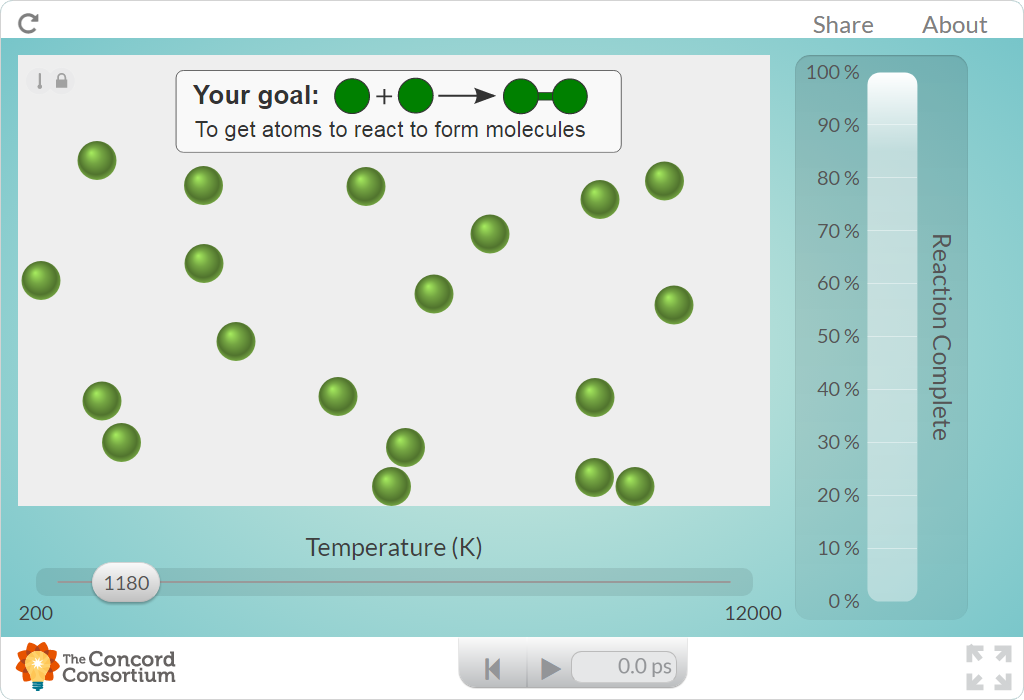 Share
About
Your goal:
+
To get atoms to react to form molecules
100 %
90 %
80 %
70 %
60 %
50 %
40 %
30 %
20 %
10 %
0 %
Reaction Complete
Temperature (K)
1180
200
12000
The Concord
Consortium
0.0 ps